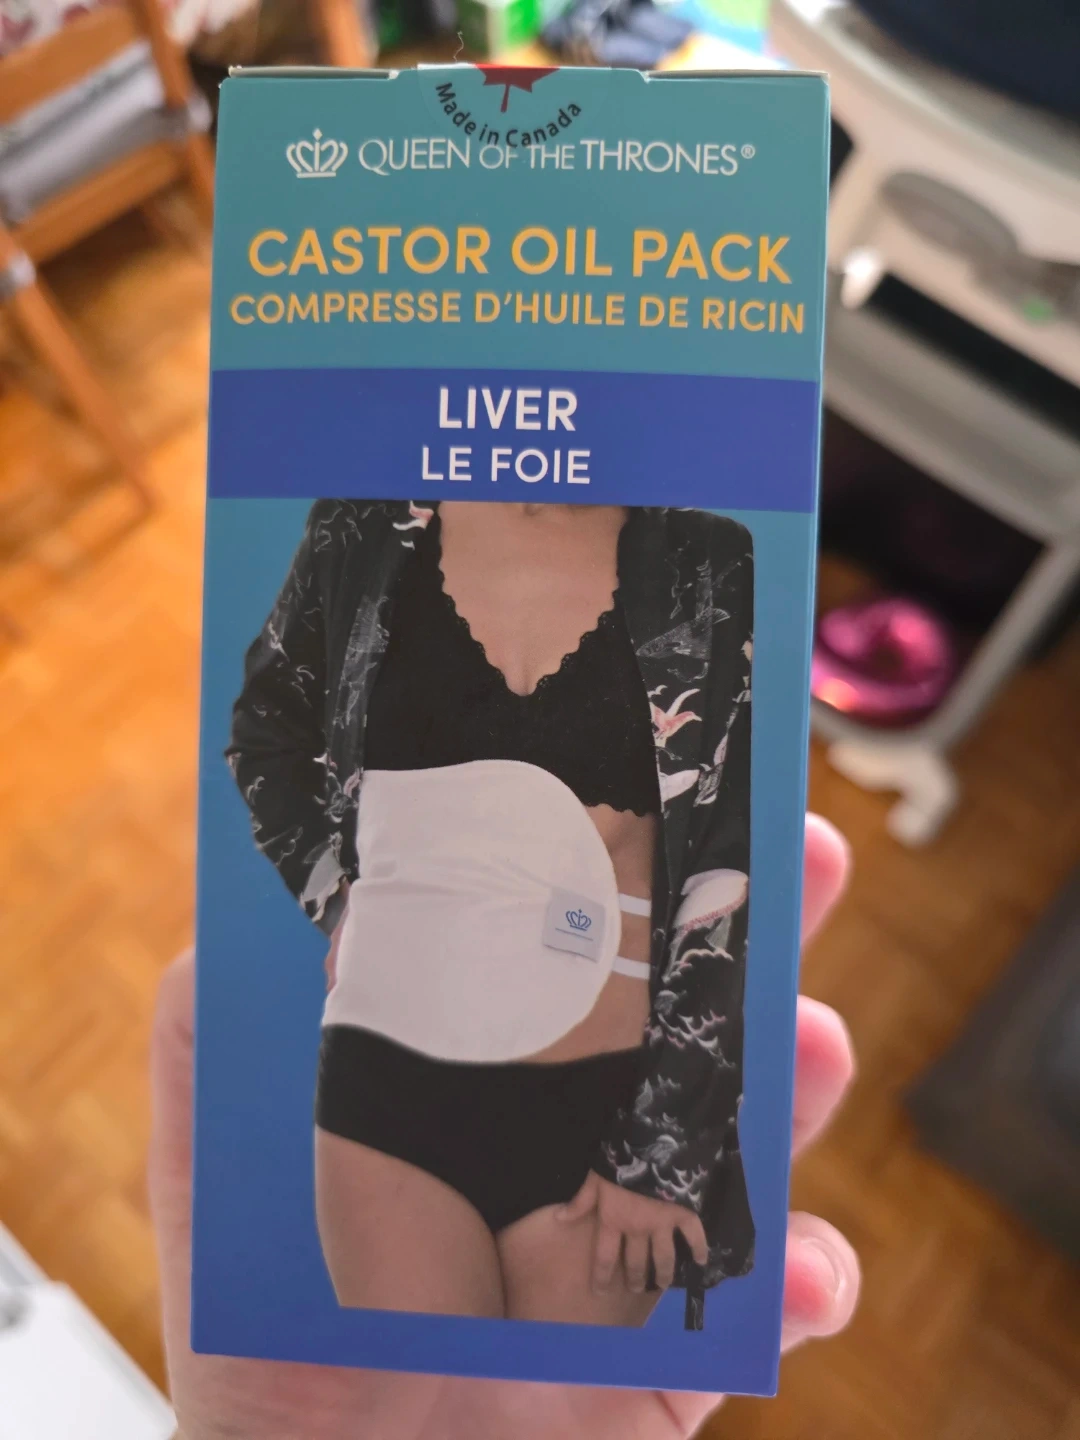 Made in Canada
QUEEN OF THE THRONES®
CASTOR OIL PACK
COMPRESSE D'HUILE DE RICIN
LIVER
LE FOIE